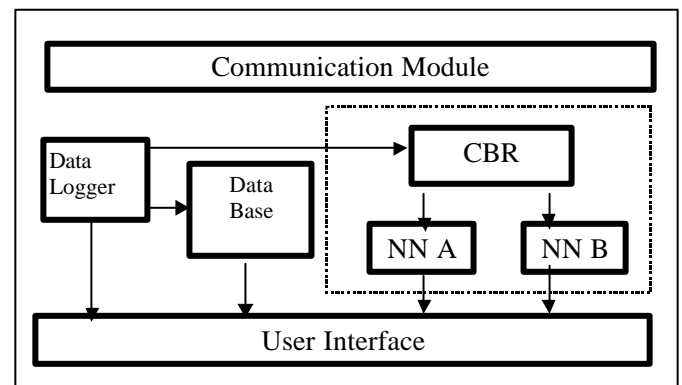 Communication Module
Data
Logger
Data
Base
CBR
NN A
NN B
User Interface